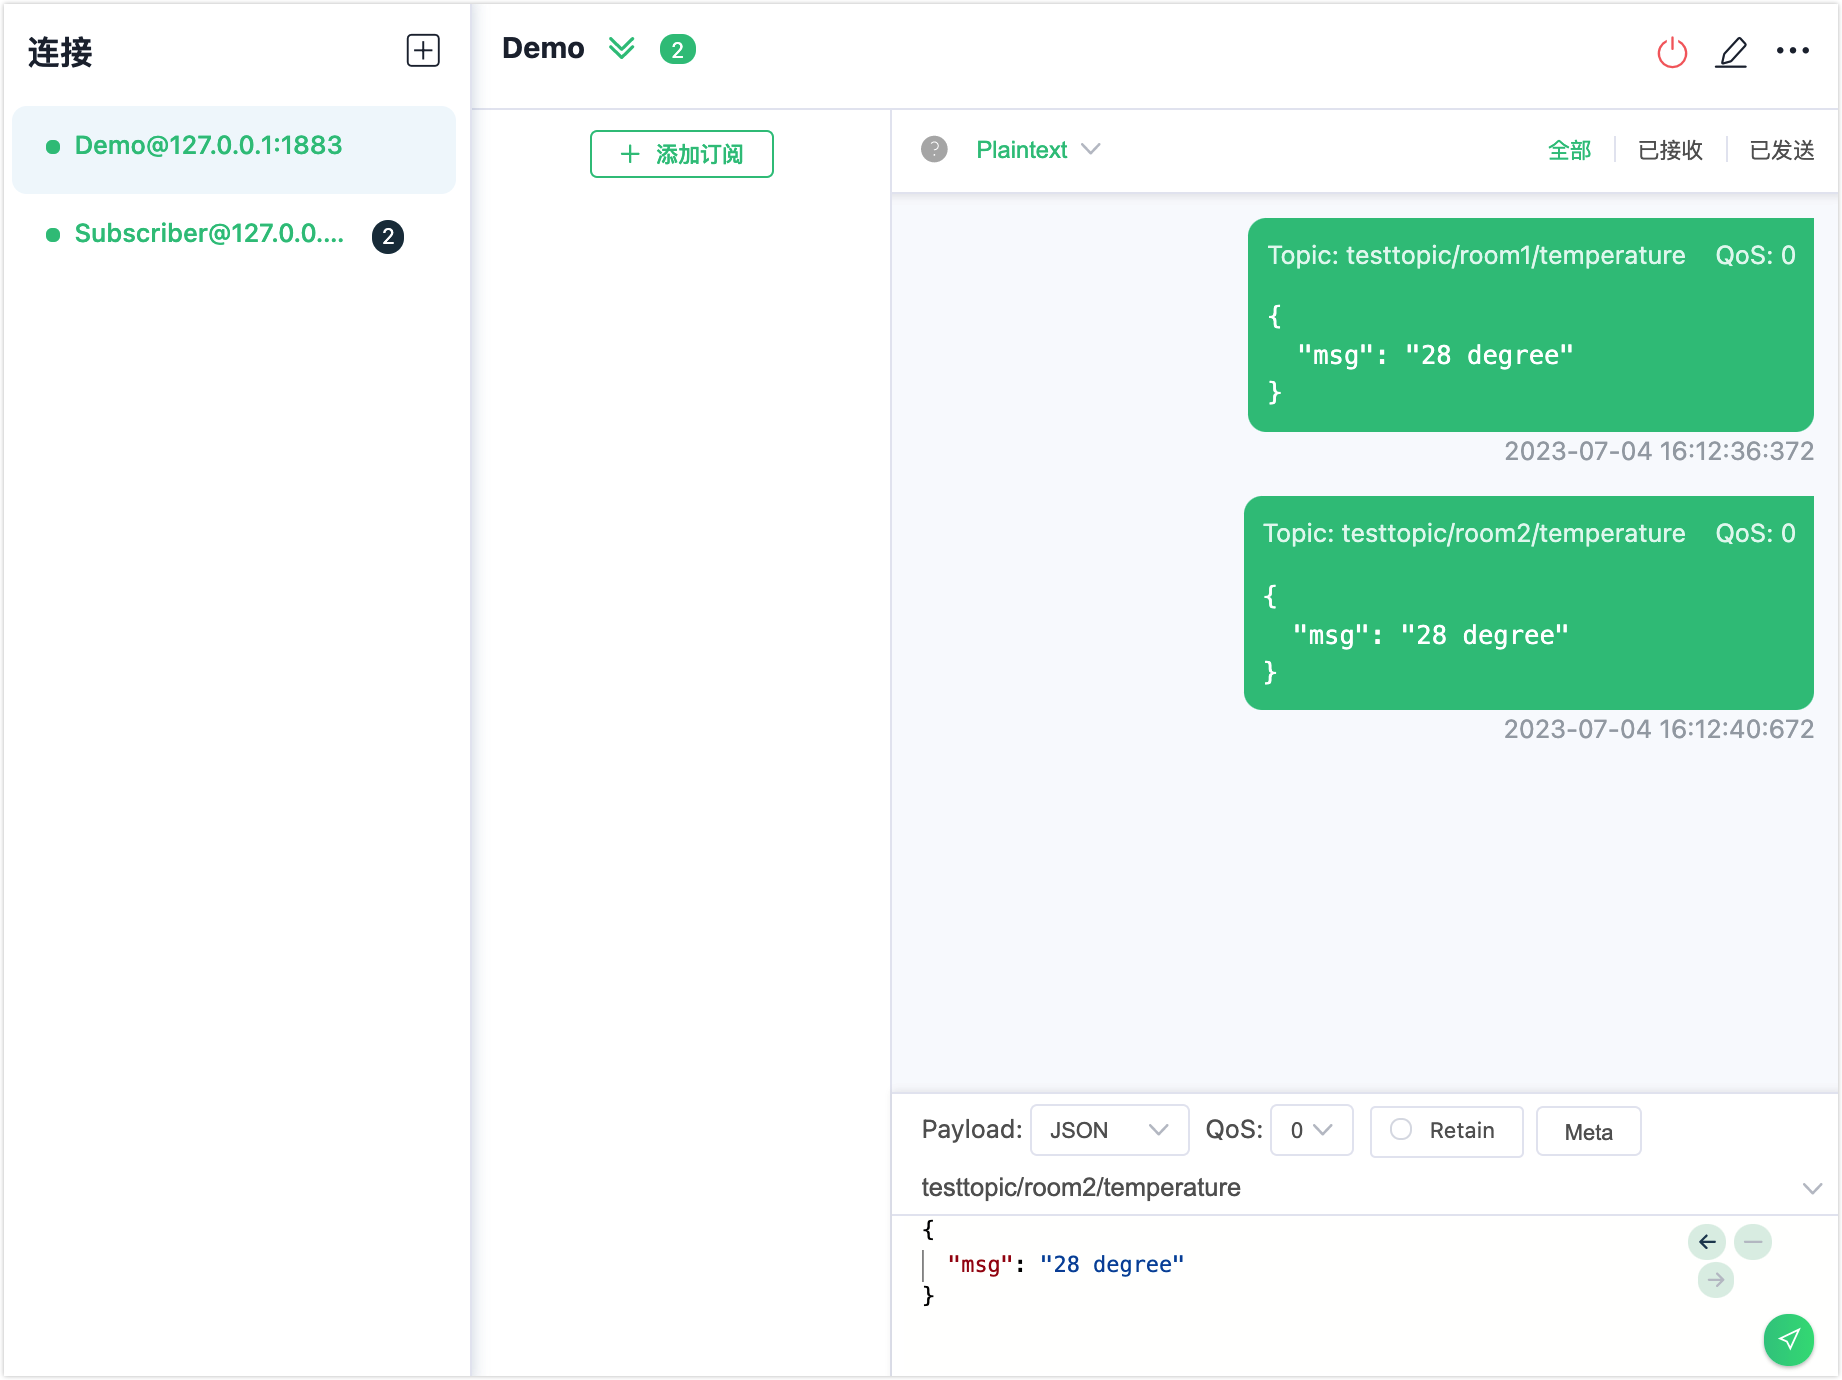 连接
Demo@127.0.0.1:1883
Subscriber@127.0.0.... 2
Demo 2
添加订阅
? Plaintext 全部 已接收 已发送
Topic: testtopic/room1/temperature QoS: 0
{
"msg": "28 degree"
}
2023-07-04 16:12:36:372
Topic: testtopic/room2/temperature QoS: 0
{
"msg": "28 degree"
}
2023-07-04 16:12:40:672
Payload: JSON QoS: 0 Retain Meta
testtopic/room2/temperature
{
"msg": "28 degree"
}